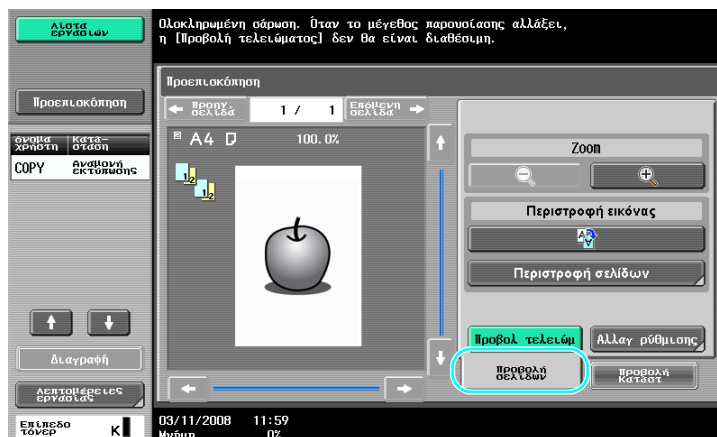 Λίστα
εργασιών
Ολοκληρωμένη σάρωση. Όταν το μέγεθος παρουσίασης αλλάξει,
η [Προβολή τελειώματος] δεν θα είναι διαθέσιμη.
Προεπισκόπηση
Προεπισκόπηση
Προηγ.
σελίδα
1 / 1
Επόμενη
σελίδα
όνομα
χρήστη
Κατά-
σταση
COPY
Αναμονή
εκτύπωσης
A4
100.0%
Zoom
Περιστροφή εικόνας
Περιστροφή σελίδων
Προβολ τελειώμ
Αλλαγ ρύθμισης
Προβολή
σελίδων
Προβολή
Κατάστ
Διαγραφή
Λεπτομέρειες
εργασίας
Επίπεδο
τόνερ
K
03/11/2008 11:59
Μνήμη 0%